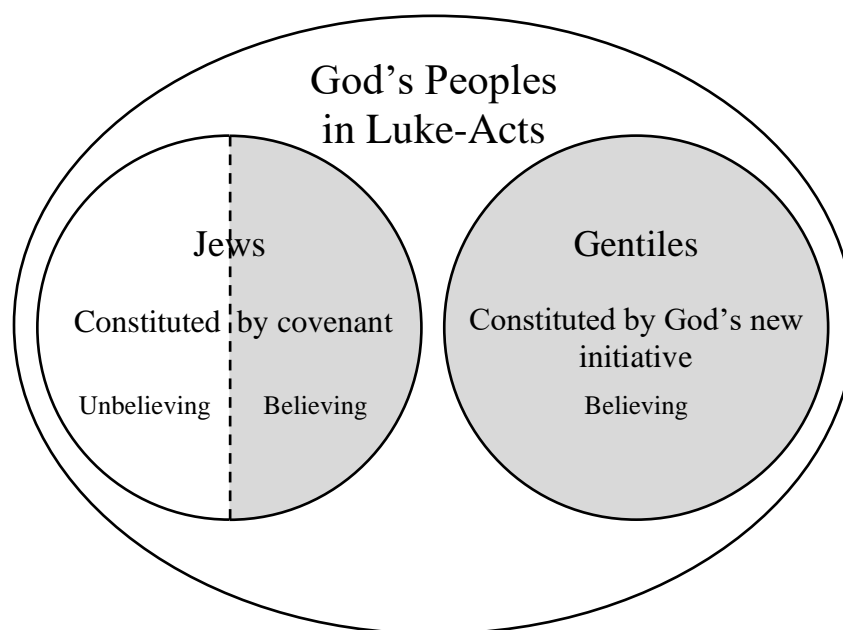 God’s Peoples
in Luke-Acts
Jews
Constituted by covenant
Unbelieving
Believing
Gentiles
Constituted by God’s new
initiative
Believing